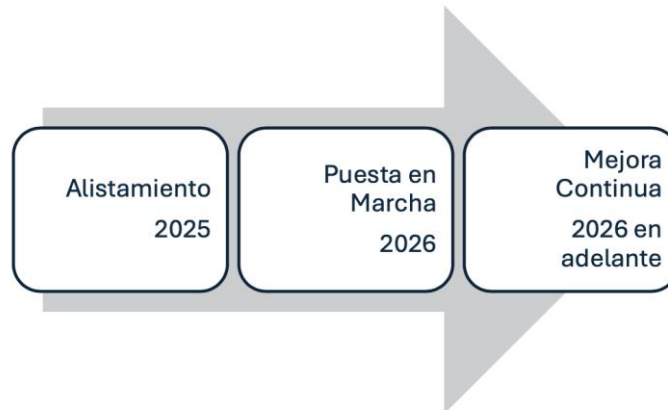 Alistamiento
2025
Puesta en
Marcha
2026
Mejora
Continua
2026 en
adelante